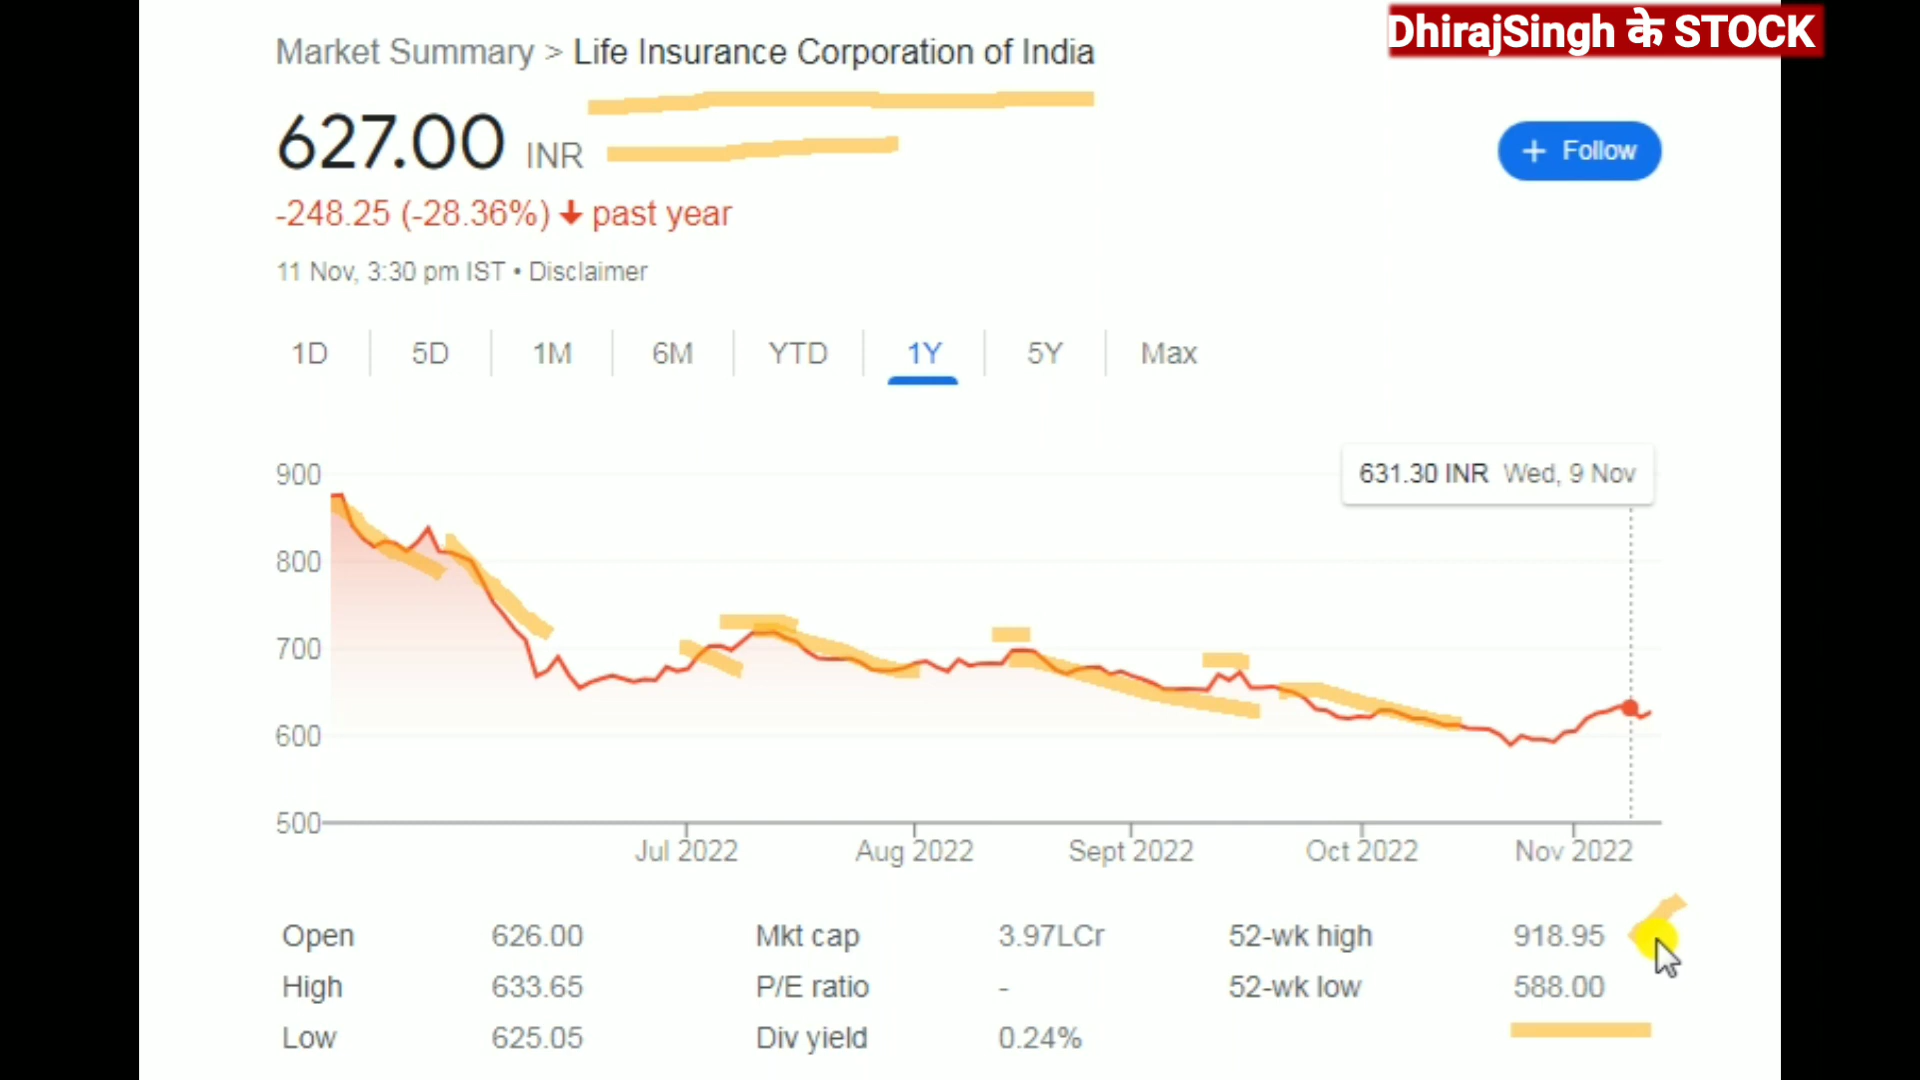 DhirajSingh के STOCK
Market Summary > Life Insurance Corporation of India
627.00 INR
+ Follow
-248.25 (-28.36%) ↓ past year
11 Nov, 3:30 pm IST • Disclaimer
1D 5D 1M 6M YTD 1Y 5Y Max
631.30 INR Wed, 9 Nov
900
800
700
600
500
Jul 2022 Aug 2022 Sept 2022 Oct 2022 Nov 2022
Open 626.00 Mkt cap 3.97LCr 52-wk high 918.95
High 633.65 P/E ratio - 52-wk low 588.00
Low 625.05 Div yield 0.24%